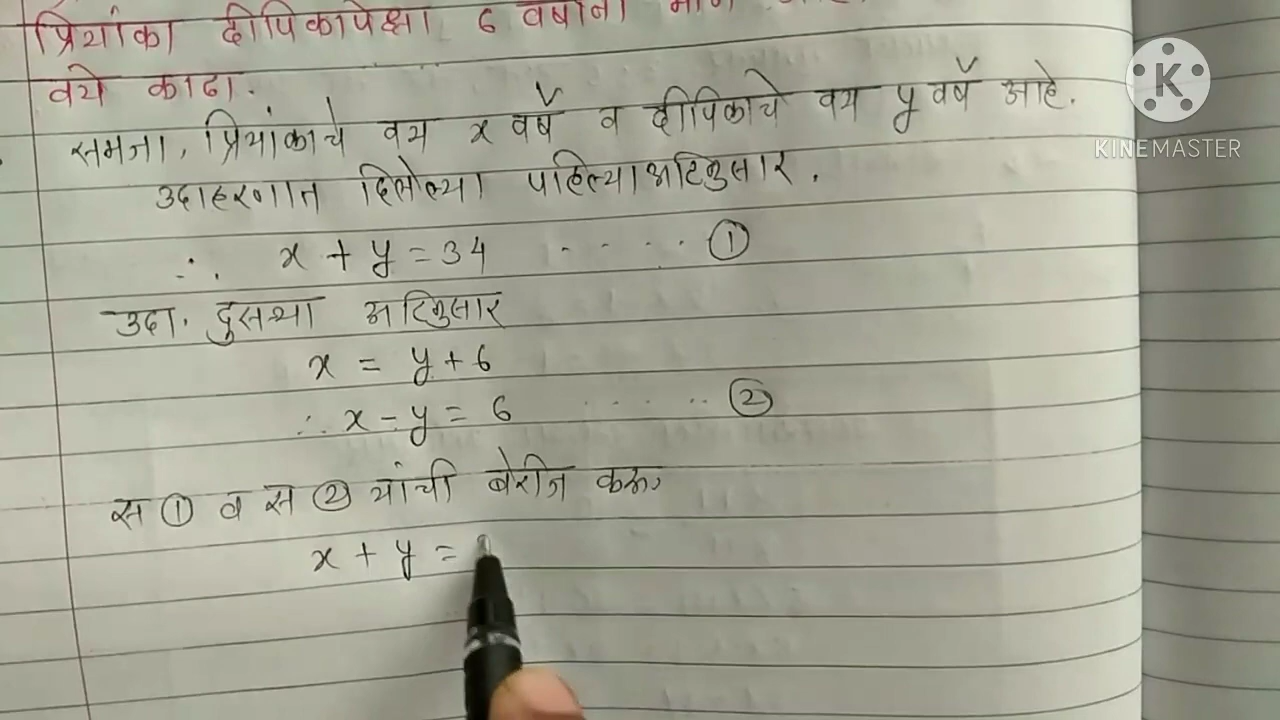 प्रियांका दीपिकापेक्षा 6 वर्षांनी
वये काढा.
समजा, प्रियांकाचे वय x वर्षे व दीपिकाचे वय y वर्षे आहे.
उदाहरणात दिलेल्या पहिल्या अटिनुसार.
∴ x + y = 34 ..... ①
उदा. दुसऱ्या अटिनुसार
x = y + 6
∴ x - y = 6 ..... ②
स ① व स ② यांची बेरीज करू,
x + y =
K
KINEMASTER